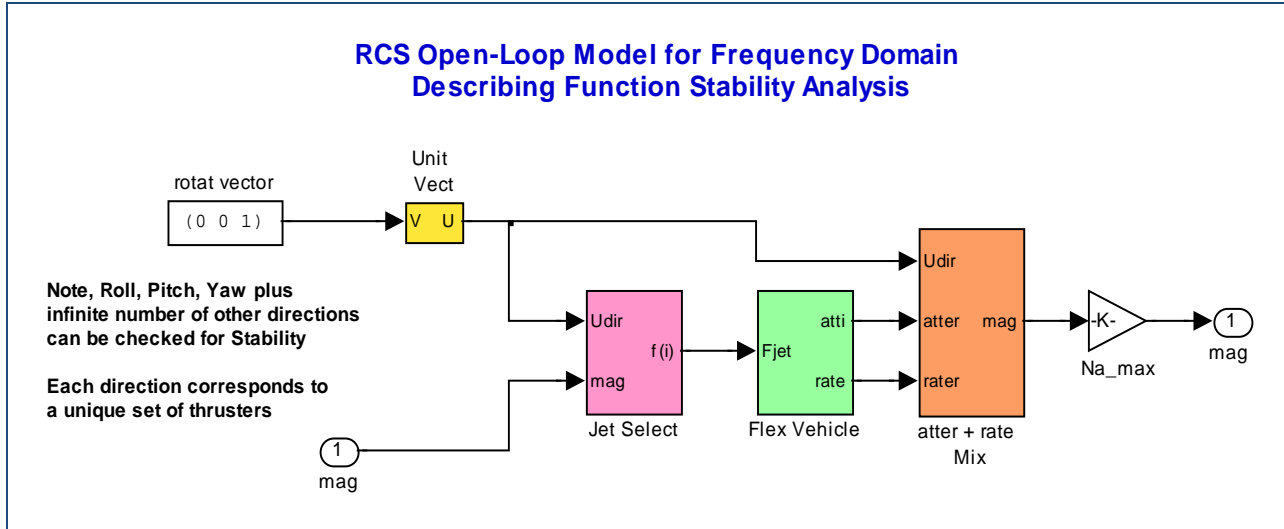 RCS Open-Loop Model for Frequency Domain
Describing Function Stability Analysis
Unit
Vect
rotat vector
(0 0 1)
V U
Udir
Note, Roll, Pitch, Yaw plus
infinite number of other directions
can be checked for Stability
Each direction corresponds to
a unique set of thrusters
Udir
mag
f(i)
Jet Select
Fjet
atti
rate
Flex Vehicle
atter
rater
mag
atter + rate
Mix
-K-
Na_max
1
mag
1
mag